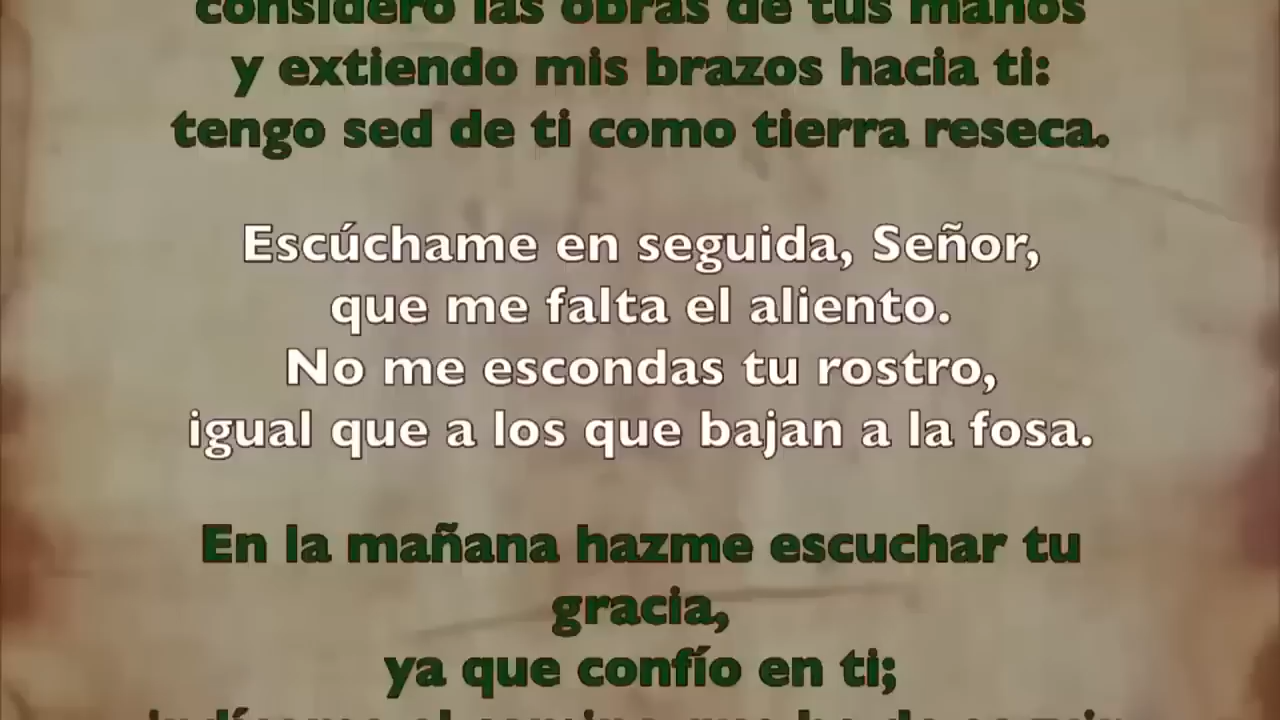 considero las obras de tus manos
y extiendo mis brazos hacia ti:
tengo sed de ti como tierra reseca.
Escúchame en seguida, Señor,
que me falta el aliento.
No me escondas tu rostro,
igual que a los que bajan a la fosa.
En la mañana hazme escuchar tu
gracia,
ya que confío en ti;